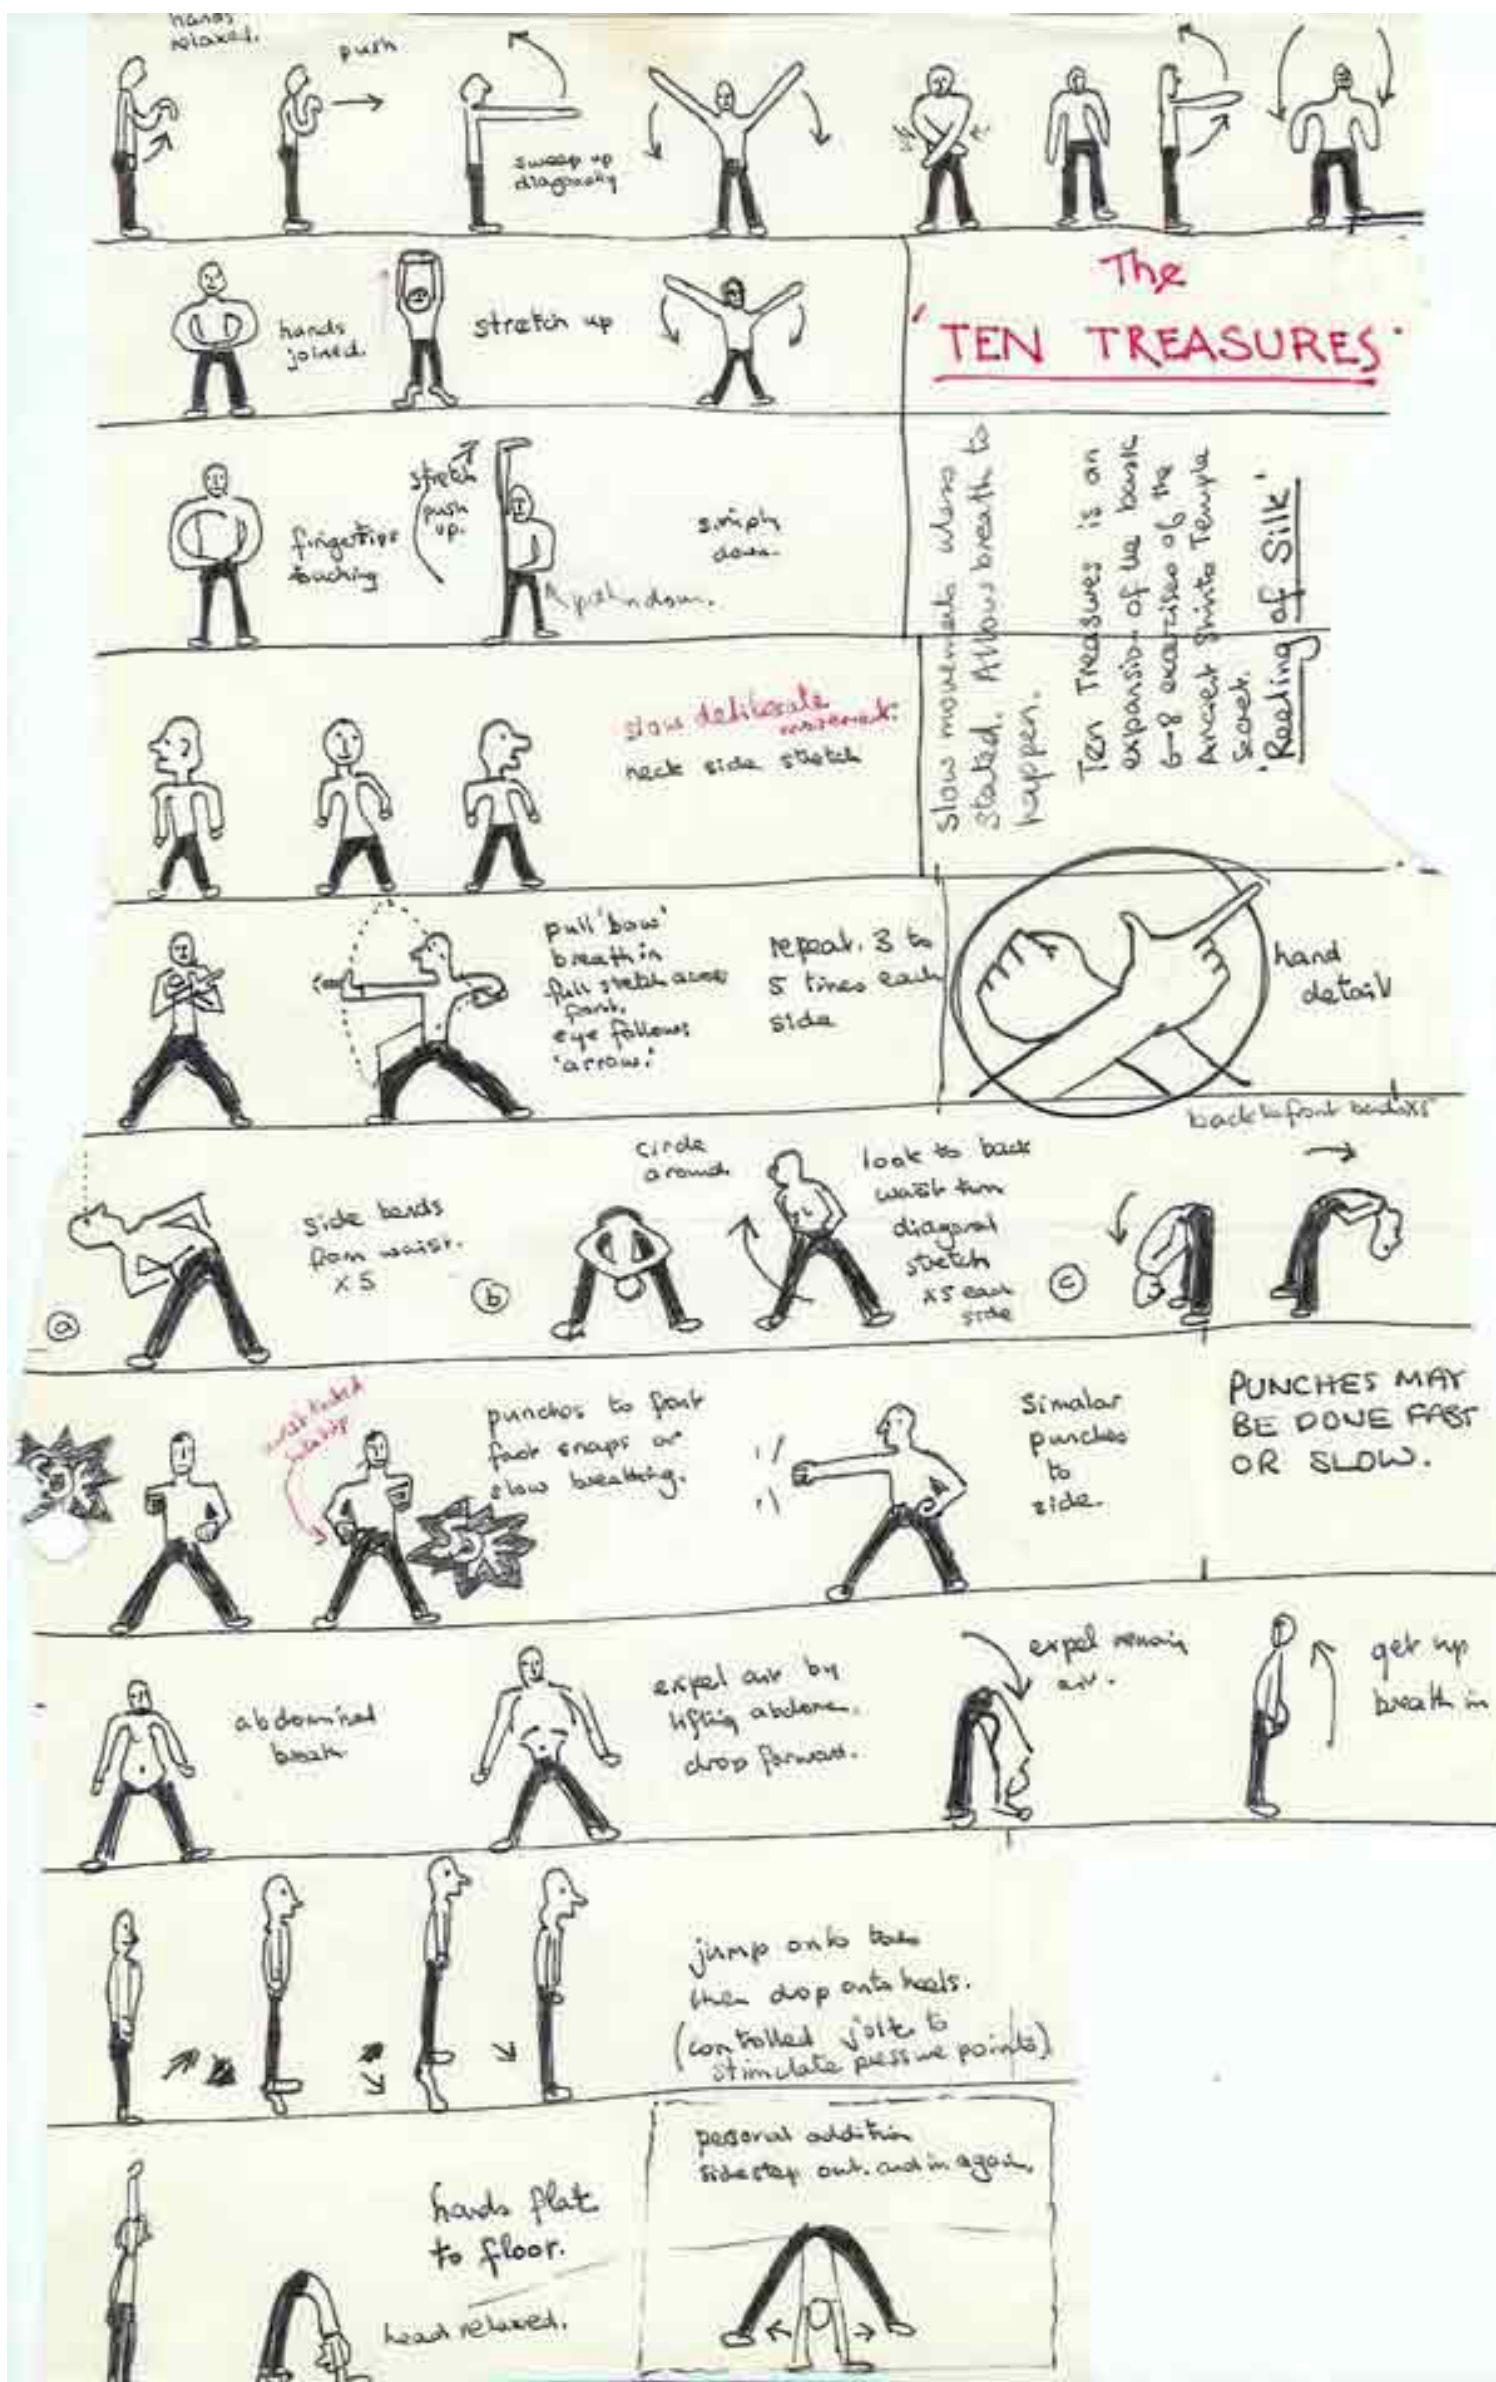 hands
relaxed.
push
sweep up
diagonally
hands
joined.
stretch up
The
'TEN TREASURES'
fingertips
touching
stretch
push
up.
push down.
simply
down.
Slow movements unless
stated. Allow breath to
happen.
Ten Treasures is an
expansion of the basic
6-8 exercises of the
Ancient Shinto Temple
Secret.
'Reeling of Silk'
slow deliberate
movement.
neck side stretch
pull 'bow'
breath in
full stretch across
front.
eye follows
'arrow.'
repeat. 3 to
5 times each
side
hand
detail
back to front bends x5
side bends
from waist.
x 5
a
circle
around
b
look to back
waist turn
diagonal
stretch
x5 each
side
c
punches to front
fast snaps or
slow breathing.
Simalar
punches
to
side.
PUNCHES MAY
BE DONE FAST
OR SLOW.
abdominal
breath.
expel air by
lifting abdomen.
drop forward.
expel remain
air.
get up
breath in
jump onto toes
then drop onto heels.
(controlled jolt to
stimulate pressure points)
hands flat
to floor.
head relaxed.
personal addition
sidestep out. and in again.